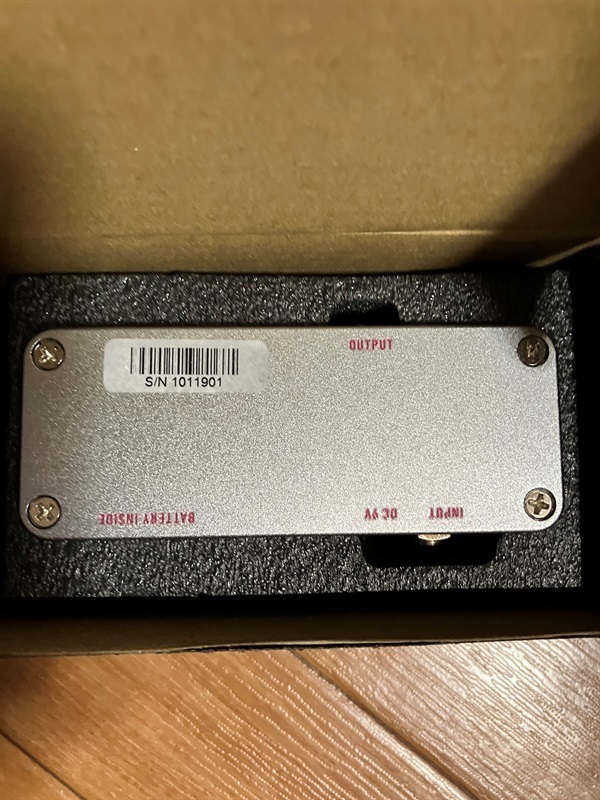 OUTPUT
S/N 1011901
BATTERY INSIDE
DC 9V
INPUT